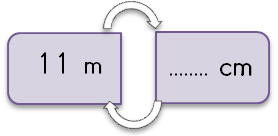 11 m
........ cm